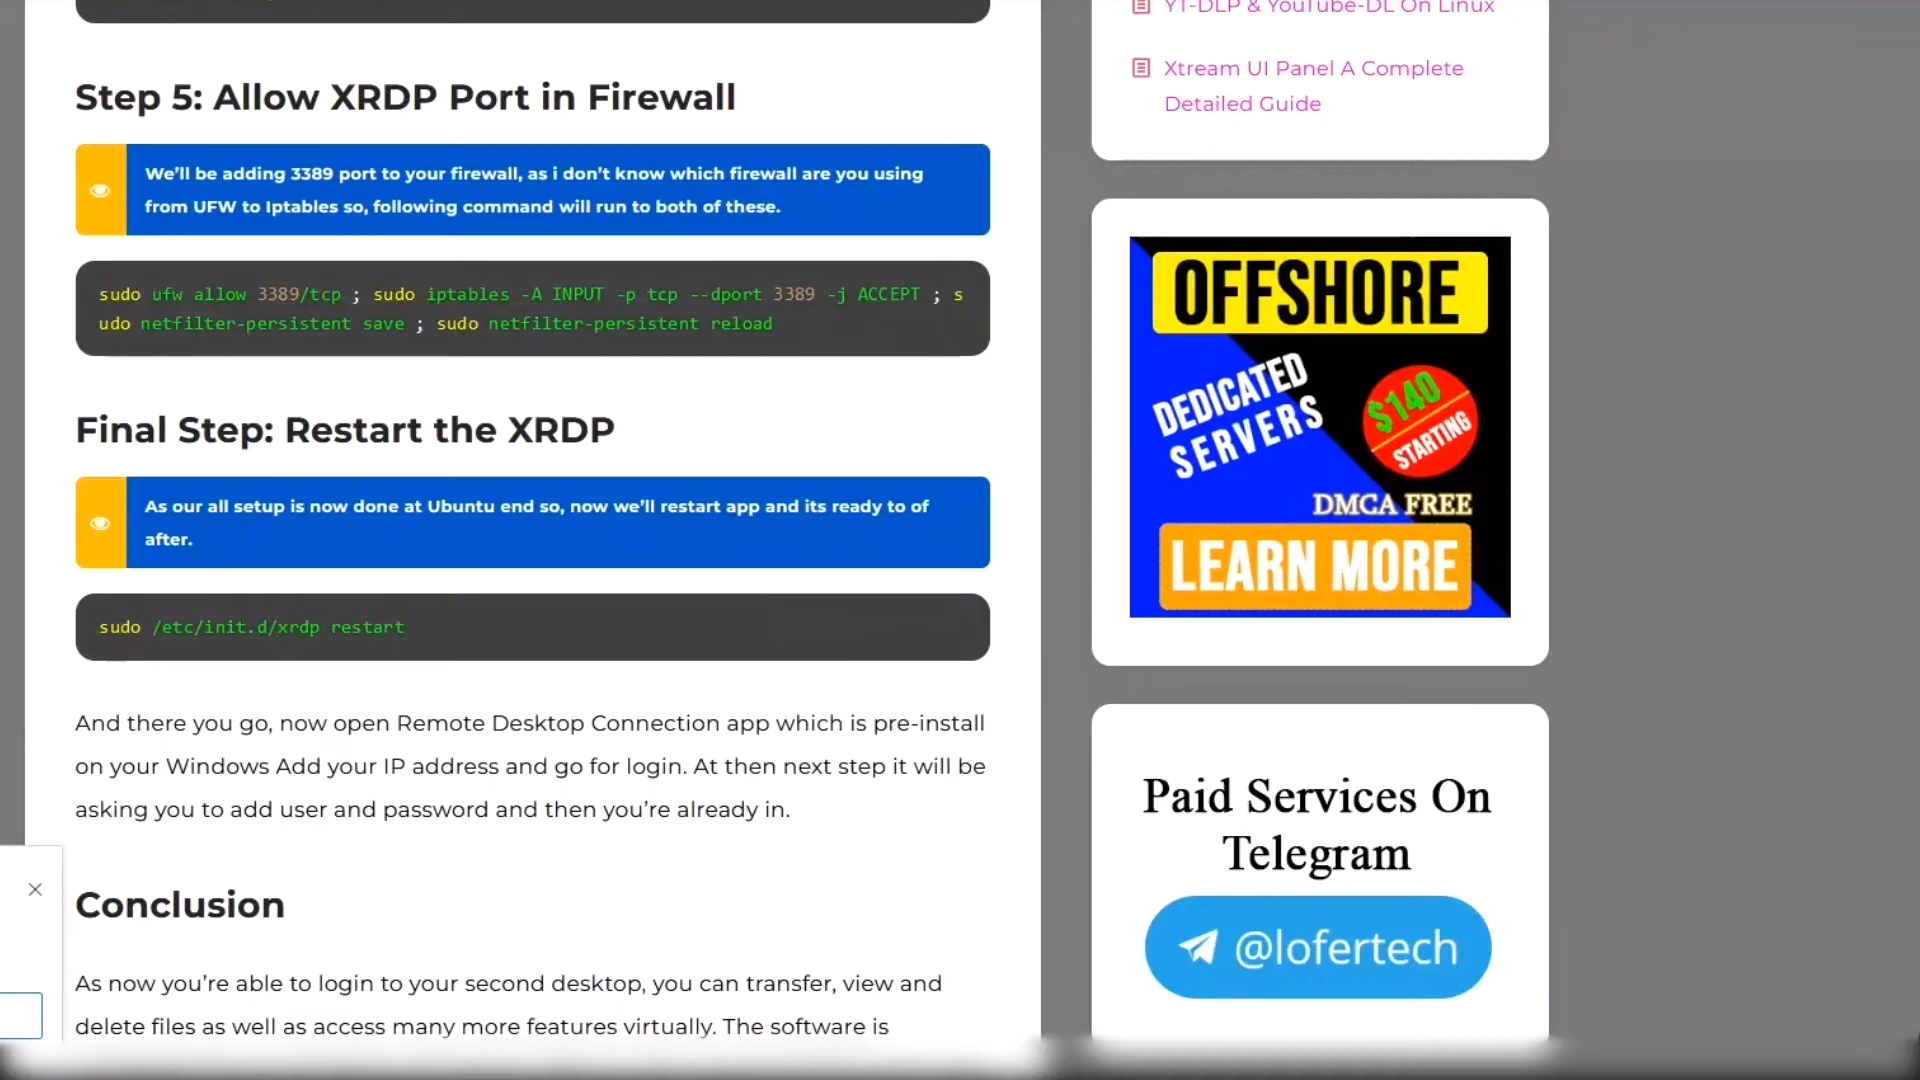 Step 5: Allow XRDP Port in Firewall
We’ll be adding 3389 port to your firewall, as i don’t know which firewall are you using
from UFW to Iptables so, following command will run to both of these.
sudo ufw allow 3389/tcp ; sudo iptables -A INPUT -p tcp --dport 3389 -j ACCEPT ; s
udo netfilter-persistent save ; sudo netfilter-persistent reload
Final Step: Restart the XRDP
As our all setup is now done at Ubuntu end so, now we’ll restart app and its ready to of
after.
sudo /etc/init.d/xrdp restart
And there you go, now open Remote Desktop Connection app which is pre-install
on your Windows Add your IP address and go for login. At then next step it will be
asking you to add user and password and then you’re already in.
Conclusion
As now you’re able to login to your second desktop, you can transfer, view and
delete files as well as access many more features virtually. The software is
YT-DLP & YouTube-DL On Linux
Xtream UI Panel A Complete
Detailed Guide
OFFSHORE
DEDICATED
SERVERS
$140
STARTING
DMCA FREE
LEARN MORE
Paid Services On
Telegram
@lofertech